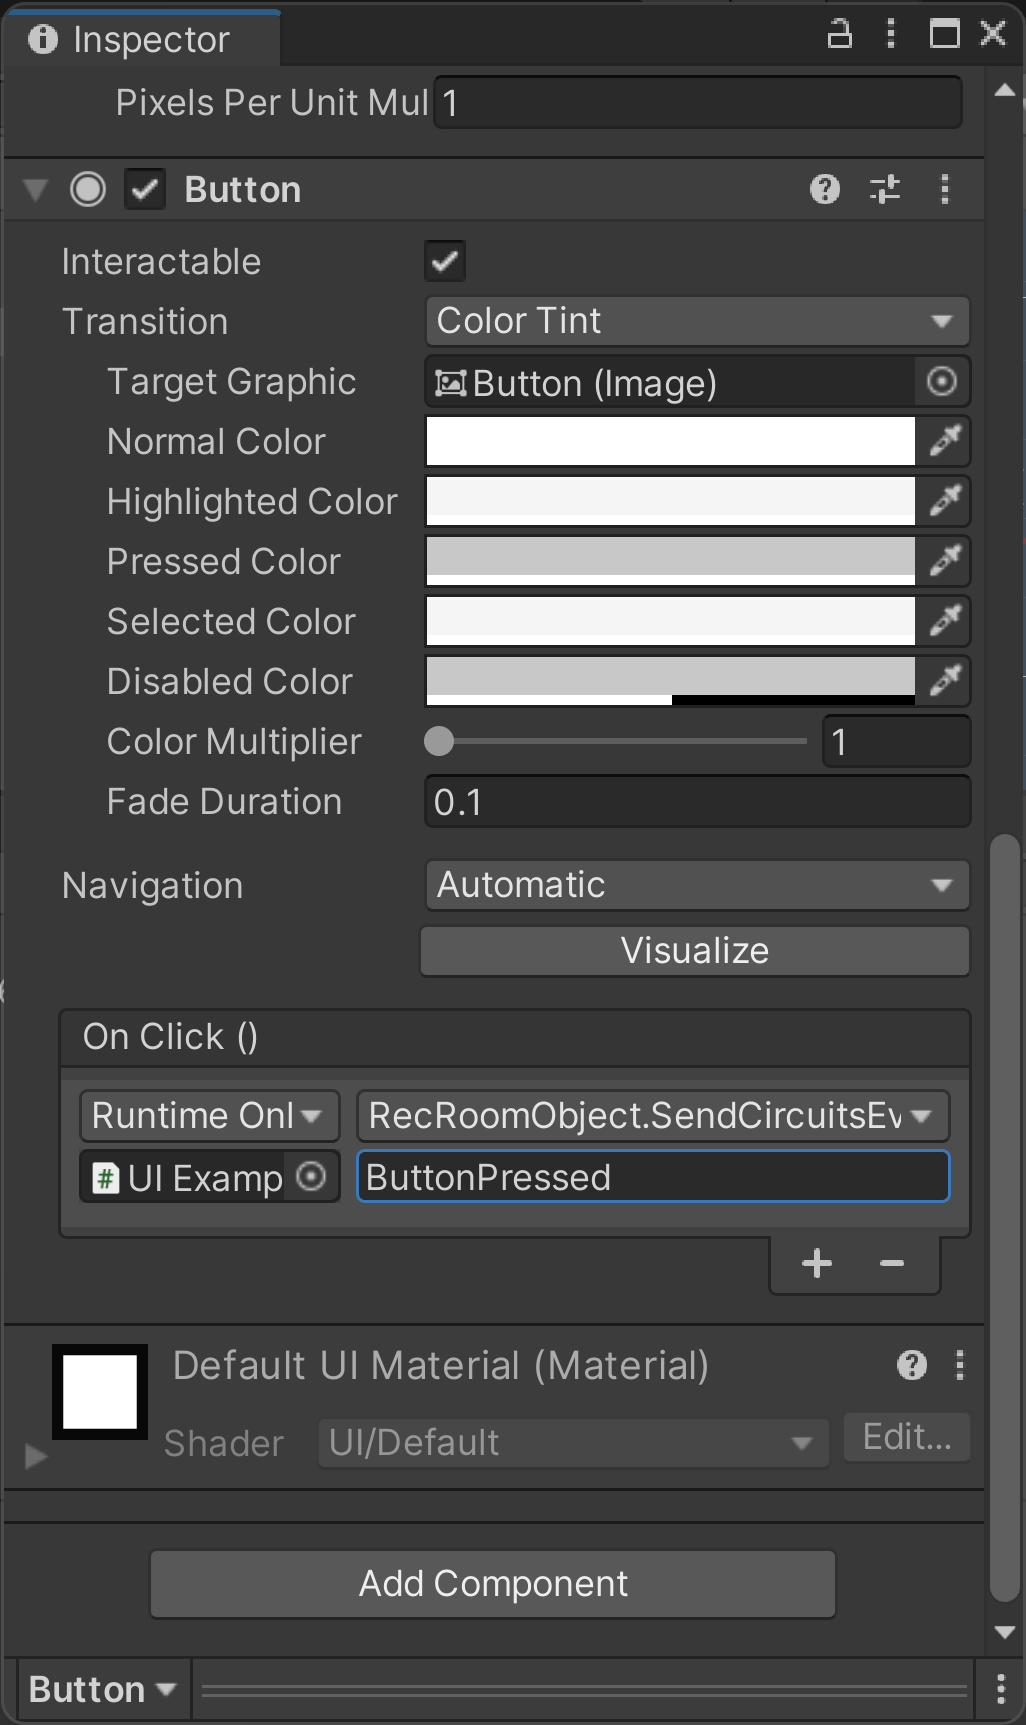 Inspector
Pixels Per Unit Mul 1
Button
Interactable
Transition Color Tint
Target Graphic Button (Image)
Normal Color
Highlighted Color
Pressed Color
Selected Color
Disabled Color
Color Multiplier 1
Fade Duration 0.1
Navigation Automatic
Visualize
On Click ()
Runtime Onl RecRoomObject.SendCircuitsEv
# UI Examp ButtonPressed
Default UI Material (Material)
Shader UI/Default Edit...
Add Component
Button